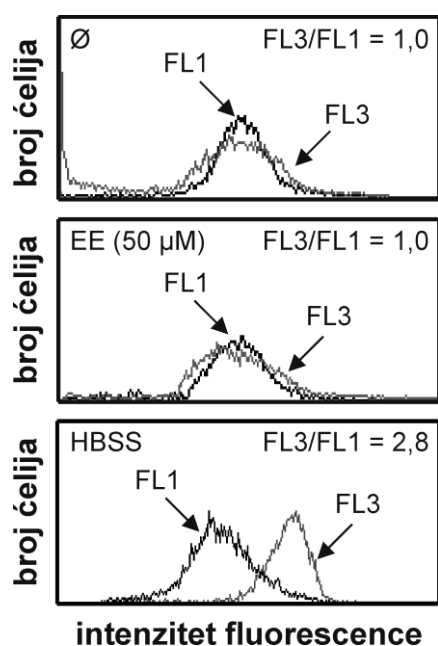 Ø FL3/FL1 = 1,0
FL1
FL3
broj ćelija
EE (50 µM) FL3/FL1 = 1,0
FL1
FL3
broj ćelija
HBSS FL3/FL1 = 2,8
FL1
FL3
broj ćelija
intenzitet fluorescence